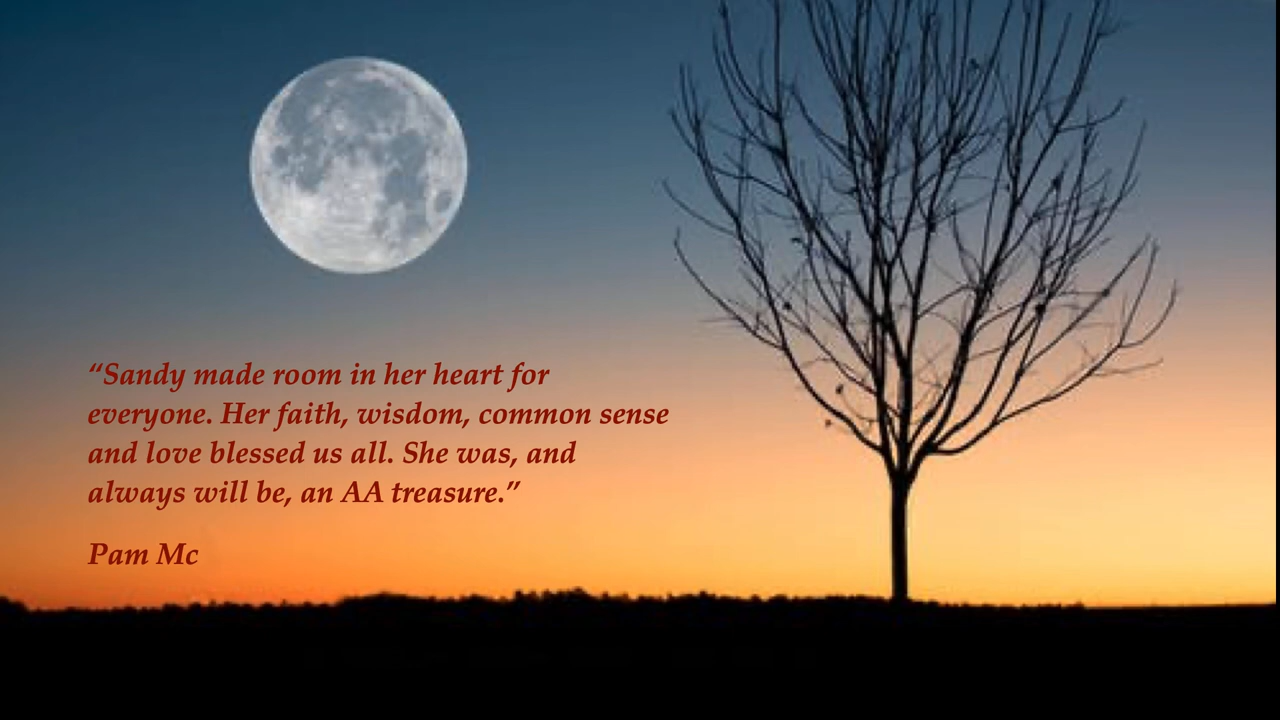 “Sandy made room in her heart for
everyone. Her faith, wisdom, common sense
and love blessed us all. She was, and
always will be, an AA treasure.”
Pam Mc